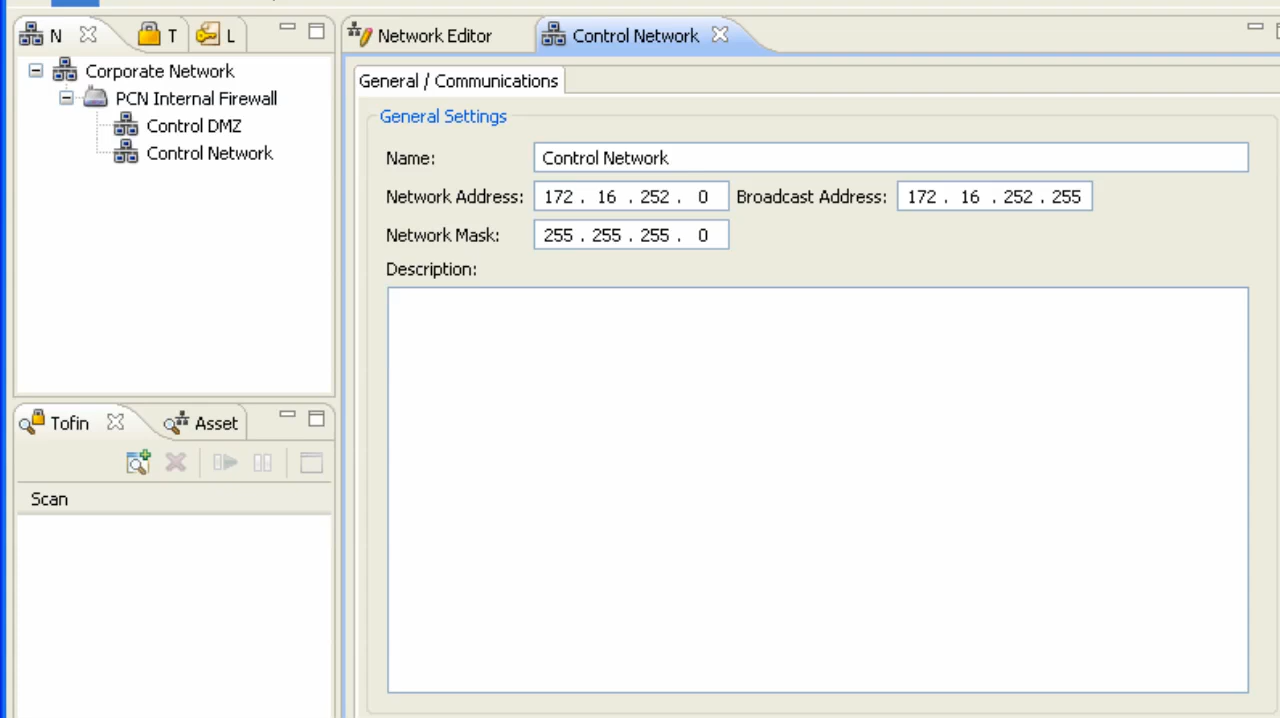 N
T
L
Corporate Network
PCN Internal Firewall
Control DMZ
Control Network
Tofin
Asset
Scan
Network Editor
Control Network
General / Communications
General Settings
Name: Control Network
Network Address: 172 . 16 . 252 . 0 Broadcast Address: 172 . 16 . 252 . 255
Network Mask: 255 . 255 . 255 . 0
Description: